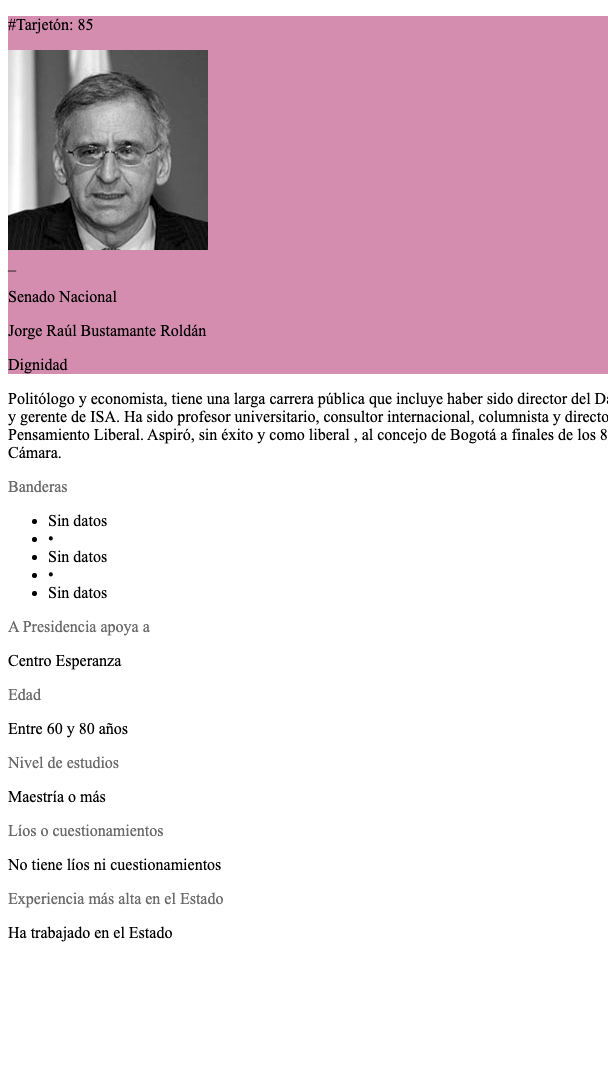 #Tarjetón: 85
_
Senado Nacional
Jorge Raúl Bustamante Roldán
Dignidad
Politólogo y economista, tiene una larga carrera pública que incluye haber sido director del
y gerente de ISA. Ha sido profesor universitario, consultor internacional, columnista y
Pensamiento Liberal. Aspiró, sin éxito y como liberal , al concejo de Bogotá a finales de los 8
Cámara.
Banderas
• Sin datos
• •
• Sin datos
• •
• Sin datos
A Presidencia apoya a
Centro Esperanza
Edad
Entre 60 y 80 años
Nivel de estudios
Maestría o más
Líos o cuestionamientos
No tiene líos ni cuestionamientos
Experiencia más alta en el Estado
Ha trabajado en el Estado